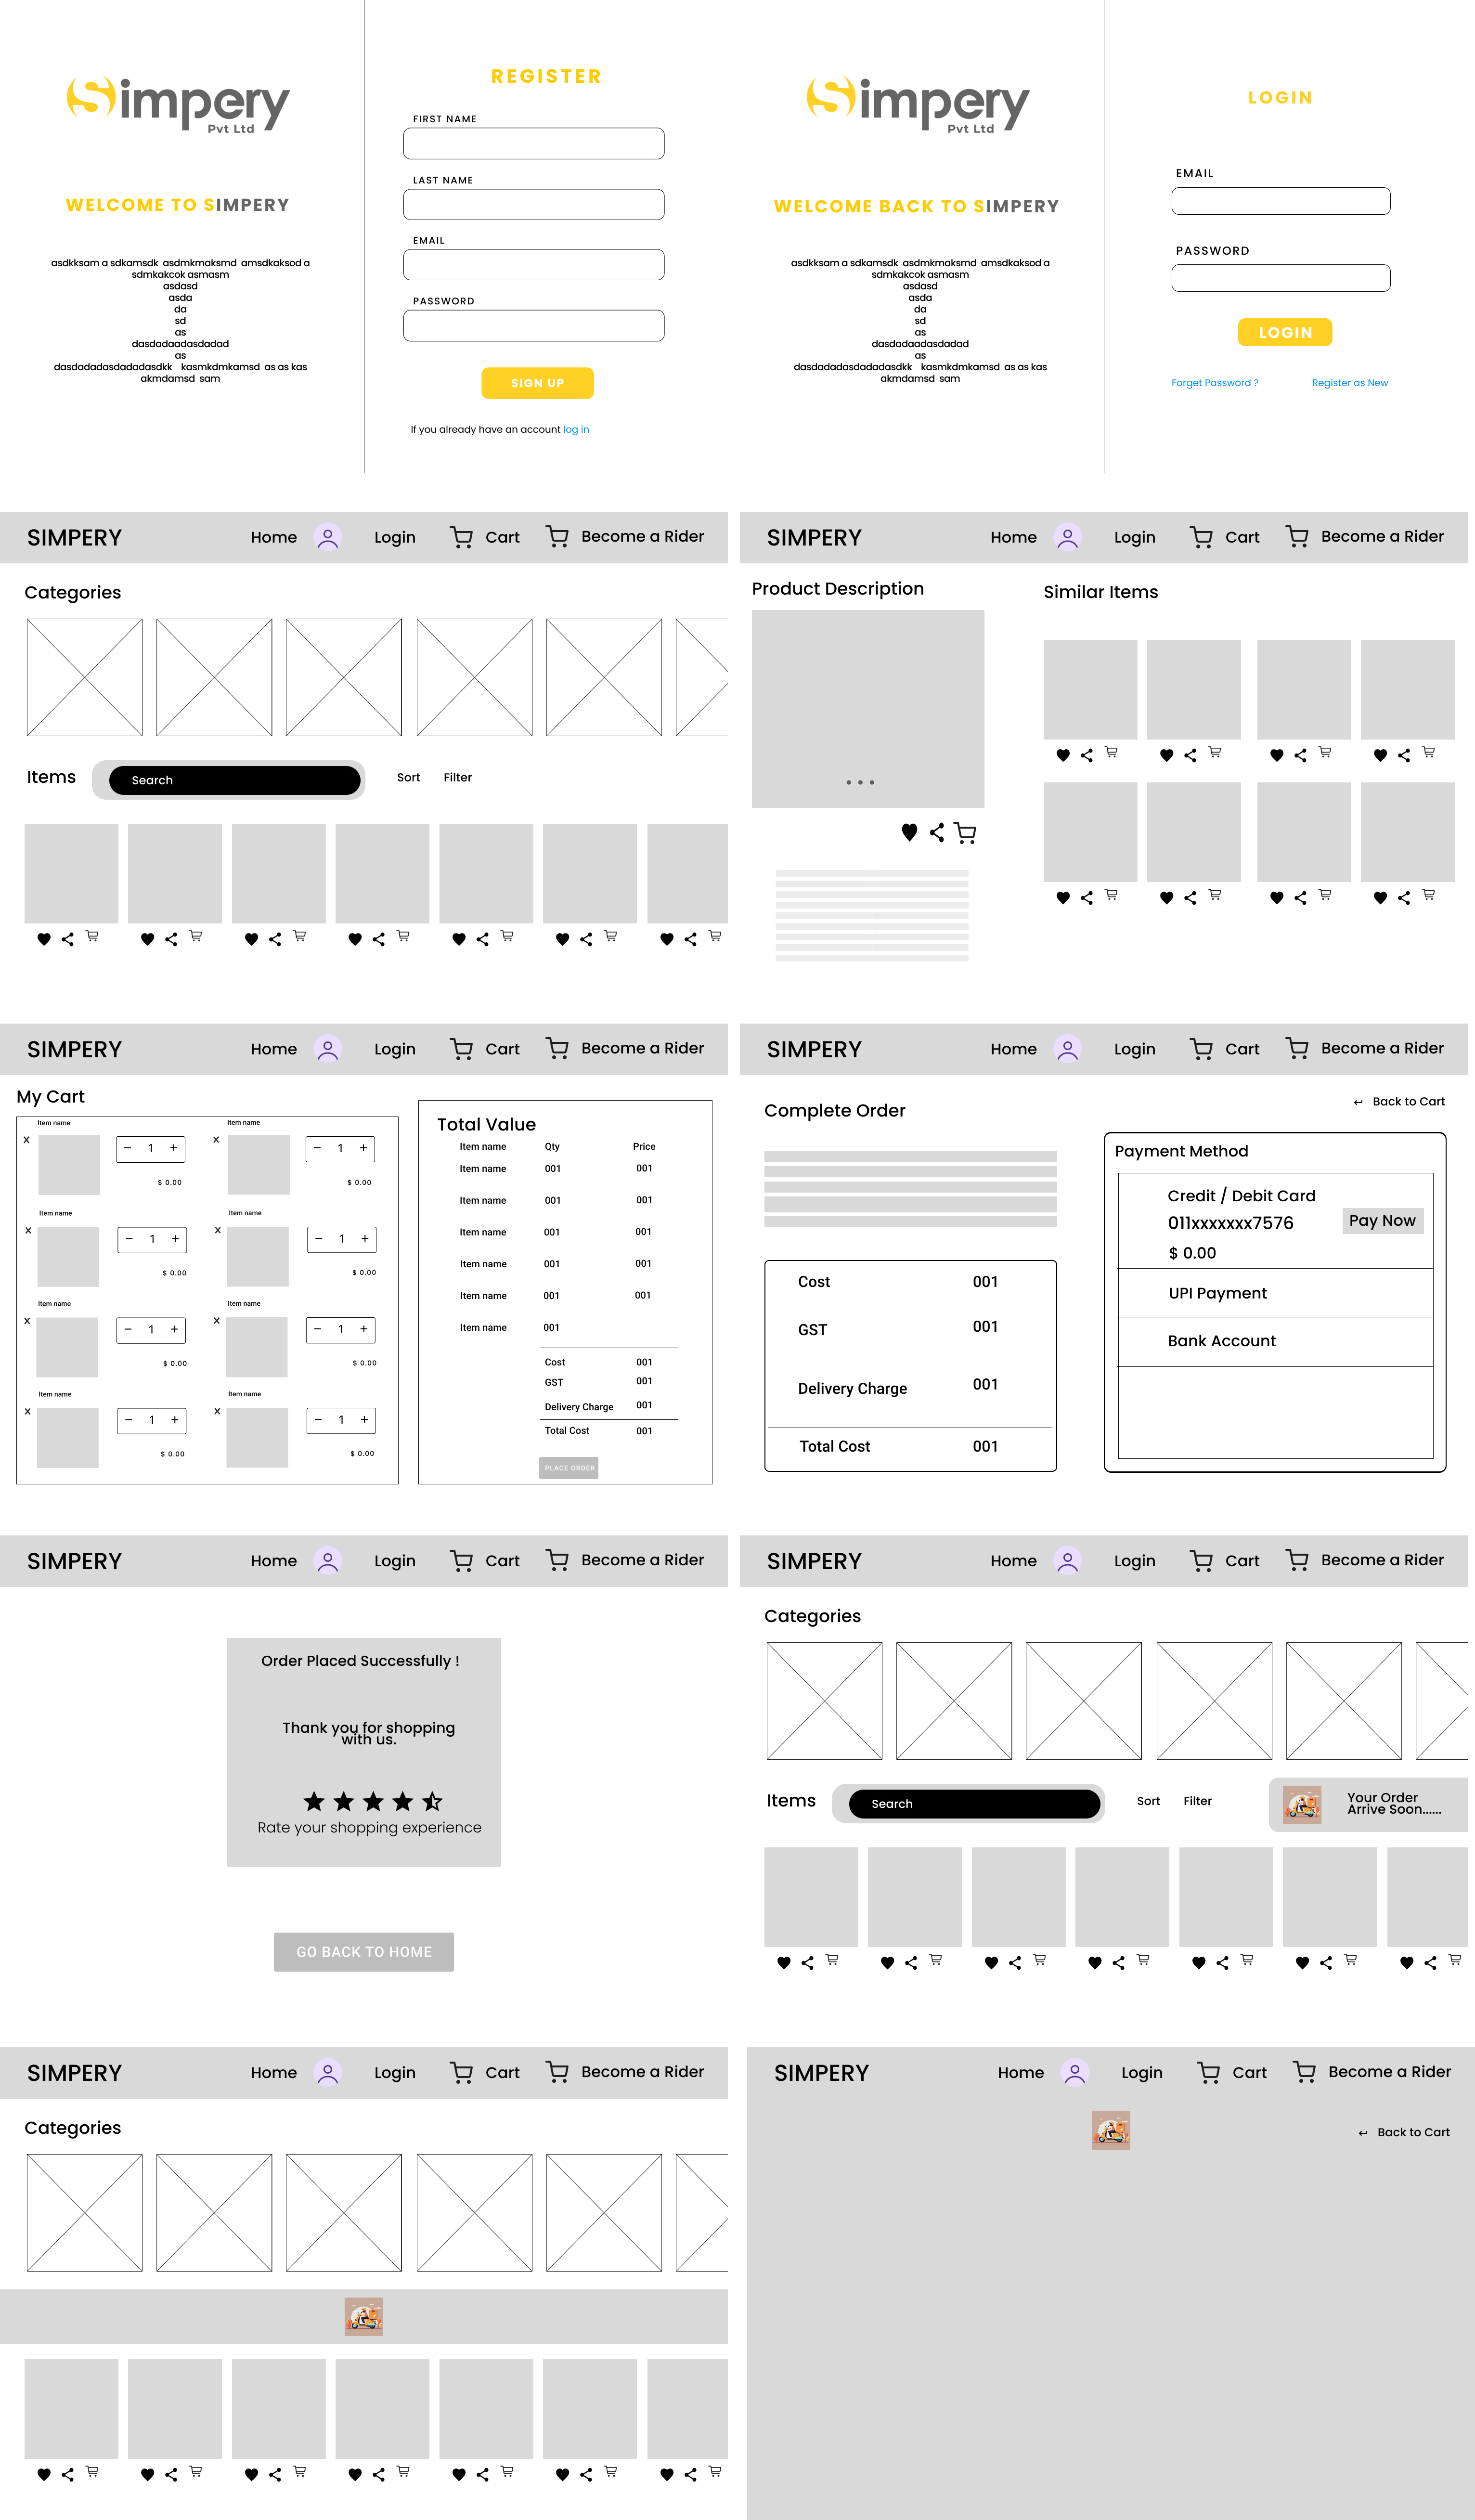 Simpery
Pvt Ltd
WELCOME TO SIMPERY
asdkksam a sdkamsdk asdmkmaksmd amsdkaksod a
sdmkakcok asmasm
asdasd
asda
da
sd
as
dasdadaadasdadad
as
dasdadadasdadadasdkk kasmkdmkamsd as as kas
akmdamsd sam
REGISTER
FIRST NAME
LAST NAME
EMAIL
PASSWORD
SIGN UP
If you already have an account log in
Simpery
Pvt Ltd
WELCOME BACK TO SIMPERY
asdkksam a sdkamsdk asdmkmaksmd amsdkaksod a
sdmkakcok asmasm
asdasd
asda
da
sd
as
dasdadaadasdadad
as
dasdadadasdadadasdkk kasmkdmkamsd as as kas
akmdamsd sam
LOGIN
EMAIL
PASSWORD
LOGIN
Forget Password ? Register as New
SIMPERY Home Login Cart Become a Rider
Categories
Items Search Sort Filter
SIMPERY Home Login Cart Become a Rider
Product Description
Similar Items
SIMPERY Home Login Cart Become a Rider
My Cart
Item name Item name
x - 1 + x - 1 +
$ 0.00 $ 0.00
Item name Item name
x - 1 + x - 1 +
$ 0.00 $ 0.00
Item name Item name
x - 1 + x - 1 +
$ 0.00 $ 0.00
Item name Item name
x - 1 + x - 1 +
$ 0.00 $ 0.00
Total Value
Item name Qty Price
Item name 001 001
Item name 001 001
Item name 001 001
Item name 001 001
Item name 001 001
Item name 001
Cost 001
GST 001
Delivery Charge 001
Total Cost 001
PLACE ORDER
SIMPERY Home Login Cart Become a Rider
Back to Cart
Complete Order
Cost 001
GST 001
Delivery Charge 001
Total Cost 001
Payment Method
Credit / Debit Card
011xxxxxxx7576 Pay Now
$ 0.00
UPI Payment
Bank Account
SIMPERY Home Login Cart Become a Rider
Order Placed Successfully !
Thank you for shopping
with us.
Rate your shopping experience
GO BACK TO HOME
SIMPERY Home Login Cart Become a Rider
Categories
Items Search Sort Filter
Your Order
Arrive Soon......
SIMPERY Home Login Cart Become a Rider
Categories
SIMPERY Home Login Cart Become a Rider
Back to Cart